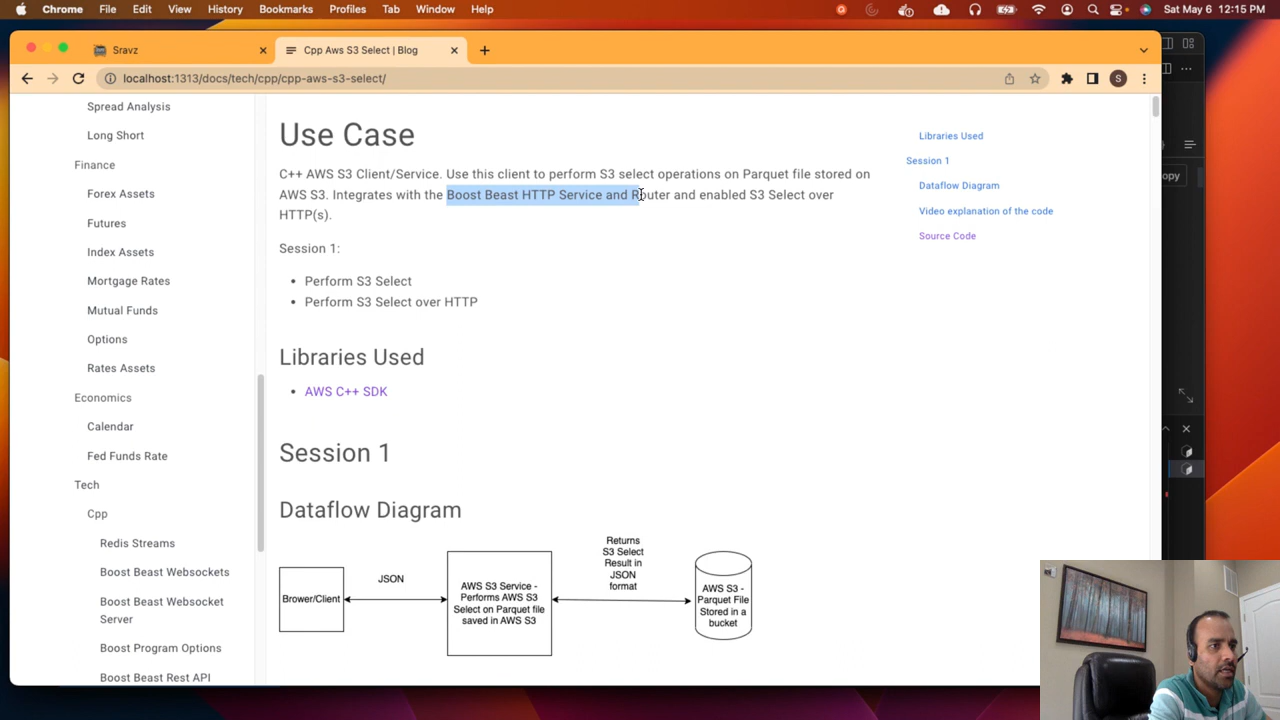 Chrome File Edit View History Bookmarks Profiles Tab Window Help Sat May 6 12:15 PM
Sravz
Cpp Aws S3 Select | Blog
localhost:1313/docs/tech/cpp/cpp-aws-s3-select/
S
Spread Analysis
Long Short
Finance
Forex Assets
Futures
Index Assets
Mortgage Rates
Mutual Funds
Options
Rates Assets
Economics
Calendar
Fed Funds Rate
Tech
Cpp
Redis Streams
Boost Beast Websockets
Boost Beast Websocket
Server
Boost Program Options
Boost Beast Rest API
Use Case
C++ AWS S3 Client/Service. Use this client to perform S3 select operations on Parquet file stored on
AWS S3. Integrates with the Boost Beast HTTP Service and Router and enabled S3 Select over
HTTP(s).
Session 1:
• Perform S3 Select
• Perform S3 Select over HTTP
Libraries Used
• AWS C++ SDK
Session 1
Dataflow Diagram
Brower/Client
JSON
AWS S3 Service -
Performs AWS S3
Select on Parquet file
saved in AWS S3
Returns
S3 Select
Result in
JSON
format
AWS S3 -
Parquet File
Stored in a
bucket
Libraries Used
Session 1
Dataflow Diagram
Video explanation of the code
Source Code
opy